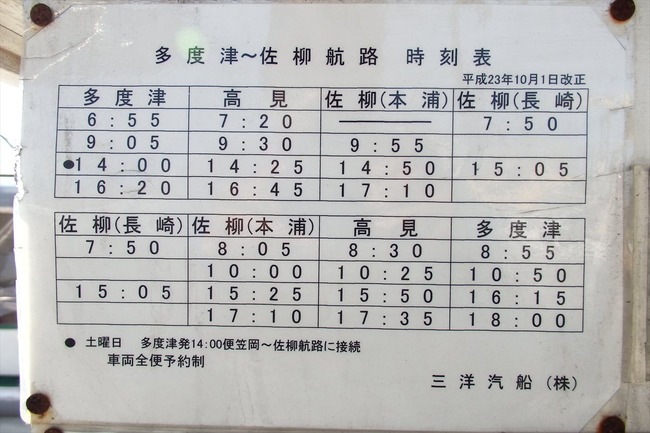 多度津～佐柳航路 時刻表
平成23年10月1日改正
多度津 高見 佐柳(本浦) 佐柳(長崎)
6:55 7:20 ――― 7:50
9:05 9:30 9:55
●14:00 14:25 14:50 15:05
16:20 16:45 17:10
佐柳(長崎) 佐柳(本浦) 高見 多度津
7:50 8:05 8:30 8:55
10:00 10:25 10:50
15:05 15:25 15:50 16:15
17:10 17:35 18:00
● 土曜日 多度津発14:00便笠岡～佐柳航路に接続
車両全便予約制
三洋汽船(株)